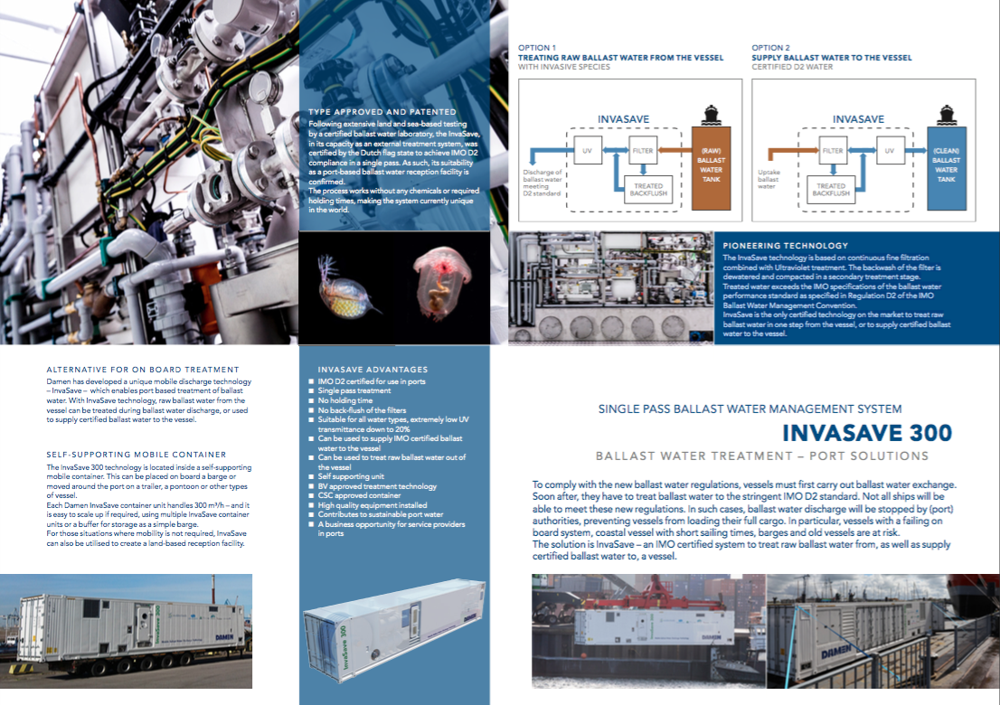 TYPE APPROVED AND PATENTED
Following extensive land and sea-based testing
by a certified ballast water laboratory, the InvaSave,
in its capacity as an external treatment system, was
certified by the Dutch flag state to achieve IMO D2
compliance in a single pass. As such, its suitability
as a port-based ballast water reception facility is
confirmed.
The process works without any chemicals or required
holding times, making the system currently unique
in the world.
OPTION 1
TREATING RAW BALLAST WATER FROM THE VESSEL
WITH INVASIVE SPECIES
INVASAVE
UV
FILTER
TREATED
BACKFLUSH
(RAW)
BALLAST
WATER
TANK
Discharge of
ballast water
meeting
D2 standard
OPTION 2
SUPPLY BALLAST WATER TO THE VESSEL
CERTIFIED D2 WATER
INVASAVE
FILTER
UV
TREATED
BACKFLUSH
(CLEAN)
BALLAST
WATER
TANK
Uptake
ballast
water
PIONEERING TECHNOLOGY
The InvaSave technology is based on continuous fine filtration
combined with Ultraviolet treatment. The backwash of the filter is
dewatered and compacted in a secondary treatment stage.
Treated water exceeds the IMO specifications of the ballast water
performance standard as specified in Regulation D2 of the IMO
Ballast Water Management Convention.
InvaSave is the only certified technology on the market to treat raw
ballast water in one step from the vessel, or to supply certified ballast
water to the vessel.
ALTERNATIVE FOR ON BOARD TREATMENT
Damen has developed a unique mobile discharge technology
– InvaSave – which enables port based treatment of ballast
water. With InvaSave technology, raw ballast water from the
vessel can be treated during ballast water discharge, or used
to supply certified ballast water to the vessel.
SELF-SUPPORTING MOBILE CONTAINER
The InvaSave 300 technology is located inside a self-supporting
mobile container. This can be placed on board a barge or
moved around the port on a trailer, a pontoon or other types
of vessel.
Each Damen InvaSave container unit handles 300 m³/h – and it
is easy to scale up if required, using multiple InvaSave container
units or a buffer for storage as a simple barge.
For those situations where mobility is not required, InvaSave
can also be utilised to create a land-based reception facility.
InvaSave 300
DAMEN
INVASAVE ADVANTAGES
IMO D2 certified for use in ports
Single pass treatment
No holding time
No back-flush of the filters
Suitable for all water types, extremely low UV
transmittance down to 20%
Can be used to supply IMO certified ballast
water to the vessel
Can be used to treat raw ballast water out of
the vessel
Self supporting unit
BV approved treatment technology
CSC approved container
High quality equipment installed
Contributes to sustainable port water
A business opportunity for service providers
in ports
InvaSave 300
DAMEN
SINGLE PASS BALLAST WATER MANAGEMENT SYSTEM
INVASAVE 300
BALLAST WATER TREATMENT – PORT SOLUTIONS
To comply with the new ballast water regulations, vessels must first carry out ballast water exchange.
Soon after, they have to treat ballast water to the stringent IMO D2 standard. Not all ships will be
able to meet these new regulations. In such cases, ballast water discharge will be stopped by (port)
authorities, preventing vessels from loading their full cargo. In particular, vessels with a failing on
board system, coastal vessel with short sailing times, barges and old vessels are at risk.
The solution is InvaSave – an IMO certified system to treat raw ballast water from, as well as supply
certified ballast water to, a vessel.
InvaSave 300
DAMEN
DAMEN